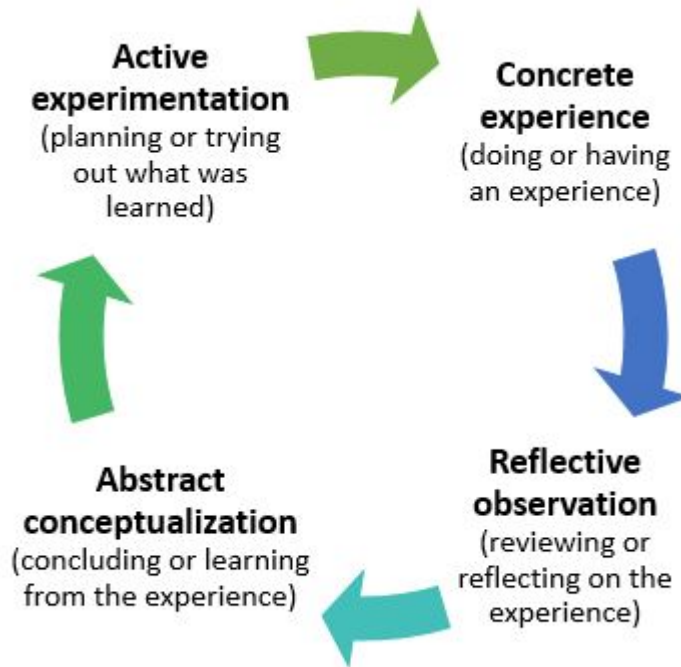 Active
experimentation
(planning or trying
out what was
learned)
Concrete
experience
(doing or having
an experience)
Reflective
observation
(reviewing or
reflecting on the
experience)
Abstract
conceptualization
(concluding or learning
from the experience)